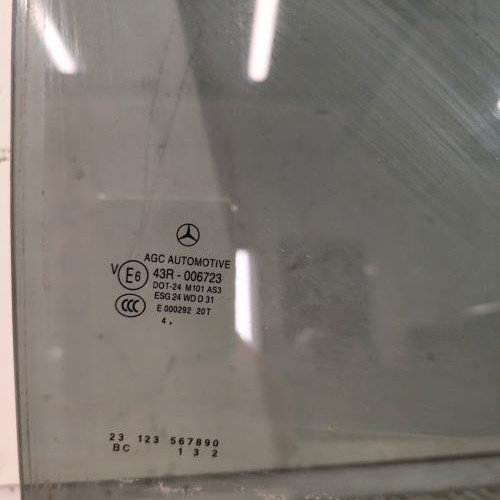 AGC AUTOMOTIVE
V E6 43R - 006723
DOT-24 M101 AS3
CCC ESG 24 WD D 31
E 000292 20T
4 .
23 123 567890
BC 1 3 2